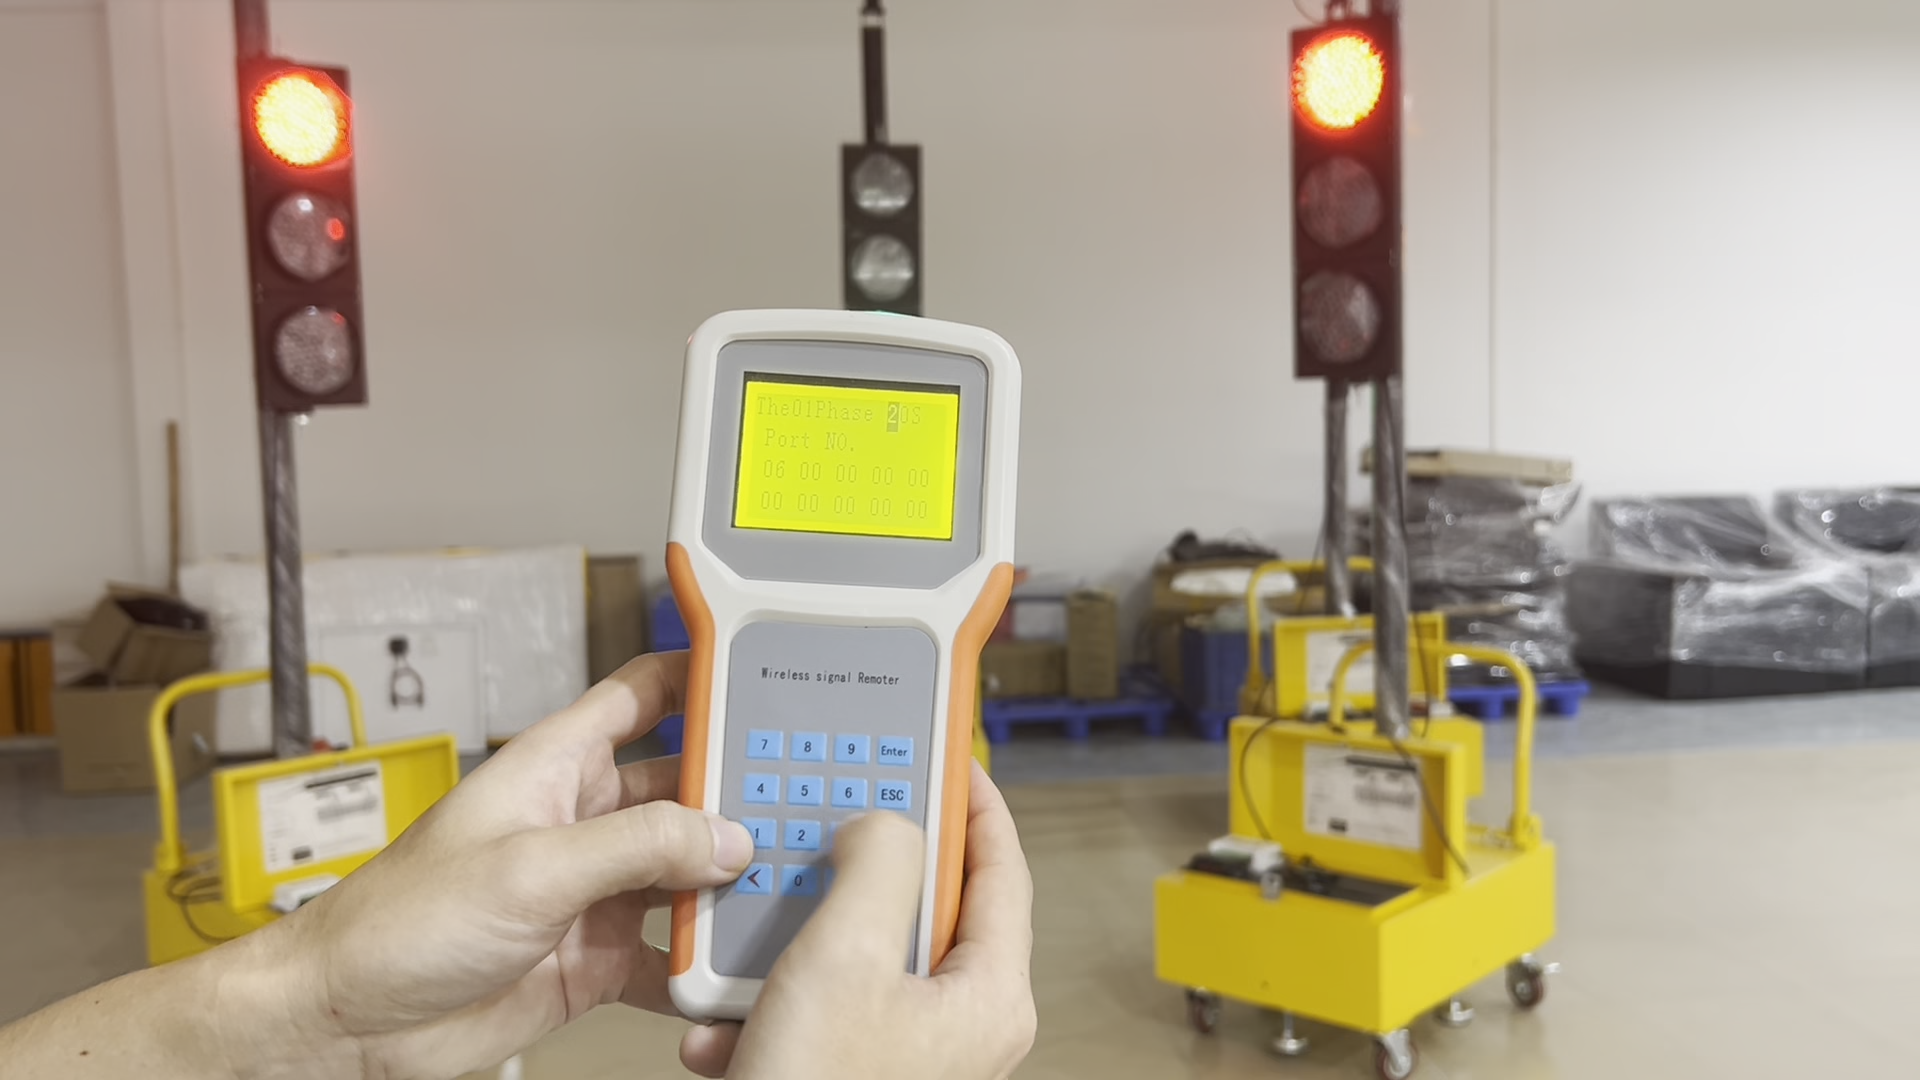 The01Phase 20S
Port NO.
06 00 00 00 00
00 00 00 00 00
Wireless signal Remoter
7 8 9 Enter
4 5 6 ESC
1 2
< 0